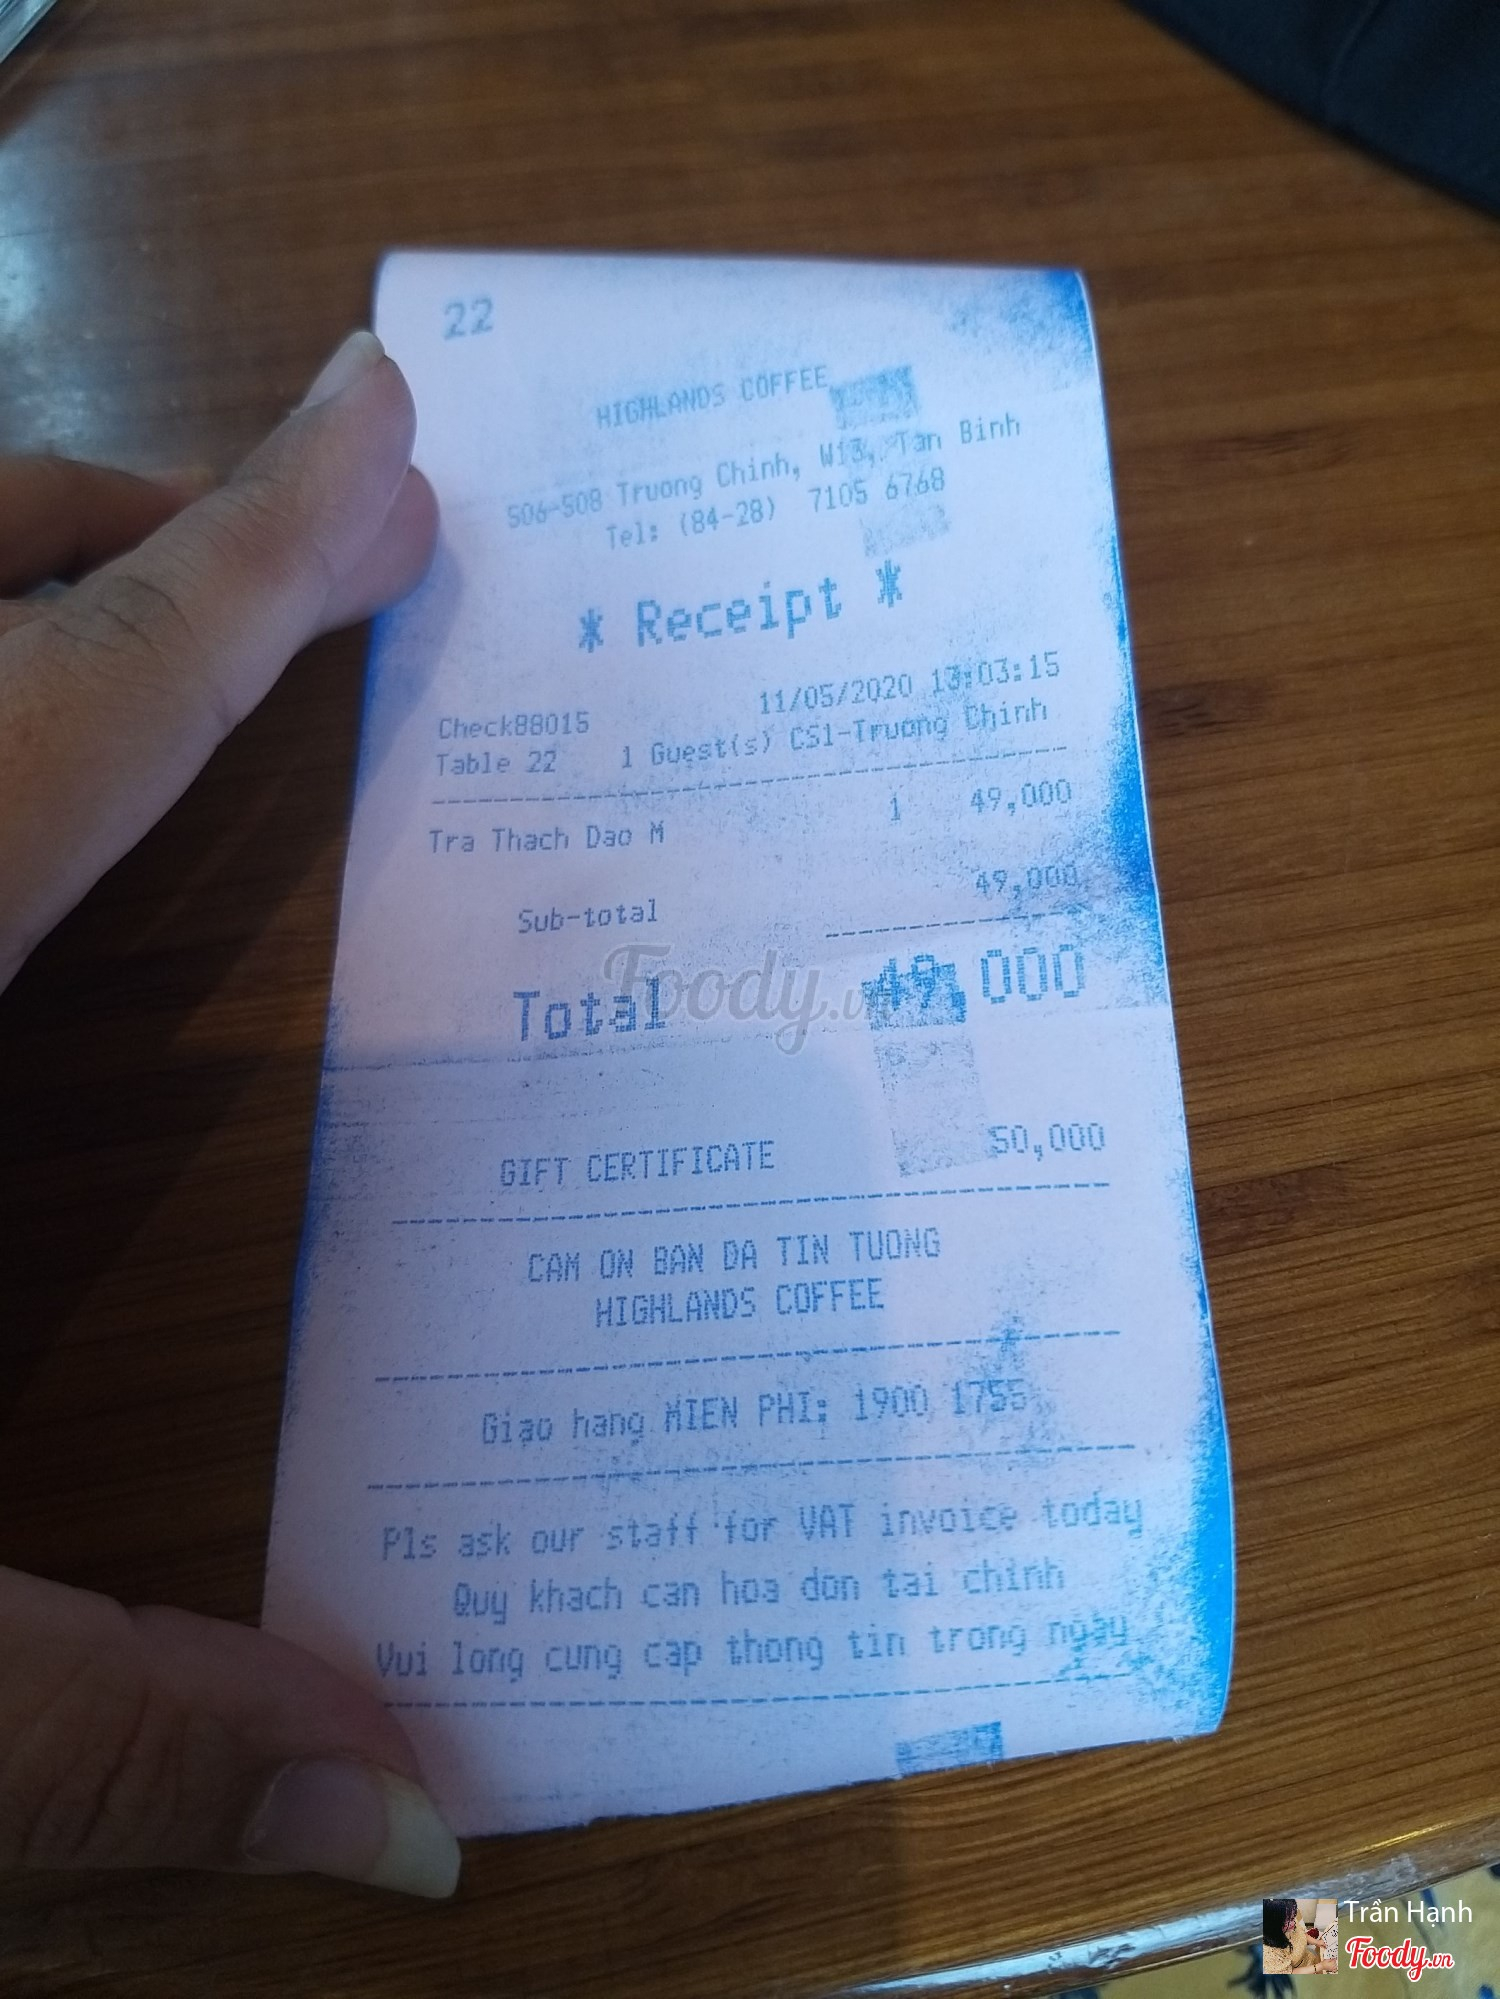 22
HIGHLANDS COFFEE
506-508 Truong Chinh, W13, Tan Binh
Tel: (84-28) 7105 6768
* Receipt *
Check88015 11/05/2020 13:03:15
Table 22 1 Guest(s) CS1-Truong Chinh
Tra Thach Dao M 1 49,000
Sub-total 49,000
Total 49,000
Foody.vn
GIFT CERTIFICATE 50,000
CAM ON BAN DA TIN TUONG
HIGHLANDS COFFEE
Giao hang MIEN PHI: 1900 1755
Pls ask our staff for VAT invoice today
Quy khach can hoa don tai chinh
Vui long cung cap thong tin trong ngay
Trần Hạnh
Foody.vn